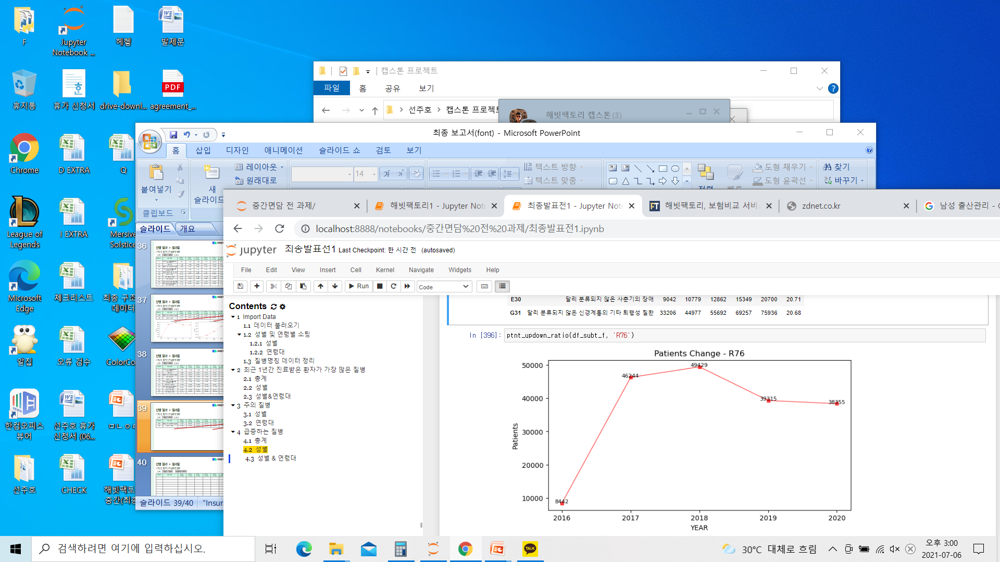 F
Jupyter
Notebook ...
헤헿
발제문
휴지통
휴가 신청서
drive-downl...
PDF
agreement_...
Chrome
D EXTRA
Q
League of
Legends
I EXTRA
Mersive
Solstice
Microsoft
Edge
체크리스트
최종 구조
데이터
알집
오류 검수
ColorCo
한컴오피스
뷰어
선주호 휴가
신청서 (06...
ㅁㄴㅇㄹ
선주호
CHECK
해빗팩토
중간(최종
캡스톤 프로젝트
파일 홈 공유 보기
선주호 캡스톤 프로젝트
해빗팩토리 캡스톤 (3)
최종 보고서(font) - Microsoft PowerPoint
홈 삽입 디자인 애니메이션 슬라이드 쇼 검토 보기
붙여넣기
클립보드
새
슬라이드
레이아웃
원래대로
14
텍스트 방향
텍스트 맞춤
도형 채우기
도형 윤곽선
찾기
바꾸기
슬라이드 개요
36
37
38
39
40
슬라이드 39/40 "Insur
중간면담 전 과제/
해빗팩토리1 - Jupyter Note
최종발표전1 - Jupyter Note
해빗팩토리, 보험비교 서비스
zdnet.co.kr
남성 출산관리 -
localhost:8888/notebooks/중간면담%20전%20과제/최종발표전1.ipynb
jupyter 최종발표전1 Last Checkpoint: 한 시간 전 (autosaved)
File Edit View Insert Cell Kernel Navigate Widgets Help
Run Code
Contents
1 Import Data
1.1 데이터 불러오기
1.2 성별 및 연령별 소팅
1.2.1 성별
1.2.2 연령대
1.3 질병명칭 데이터 정리
2 최근 1년간 진료받은 환자가 가장 많은 질병
2.1 총계
2.2 성별
2.3 성별&연령대
3 주의 질병
3.1 성별
3.2 연령대
4 급증하는 질병
4.1 총계
4.2 성별
4.3 성별 & 연령대
E30 달리 분류되지 않은 사춘기의 장애 9042 10779 12862 15349 20700 20.71
G31 달리 분류되지 않은 신경계통의 기타 퇴행성 질환 33206 44977 55692 69257 75936 20.68
In [396]: ptnt_updown_ratio(df_subt_f, 'R76')
Patients Change - R76
50000
40000
30000
20000
10000
Patients
8442
46244
49429
39315
38355
2016 2017 2018 2019 2020
YEAR
검색하려면 여기에 입력하십시오.
TALK
30°C 대체로 흐림
오후 3:00
2021-07-06